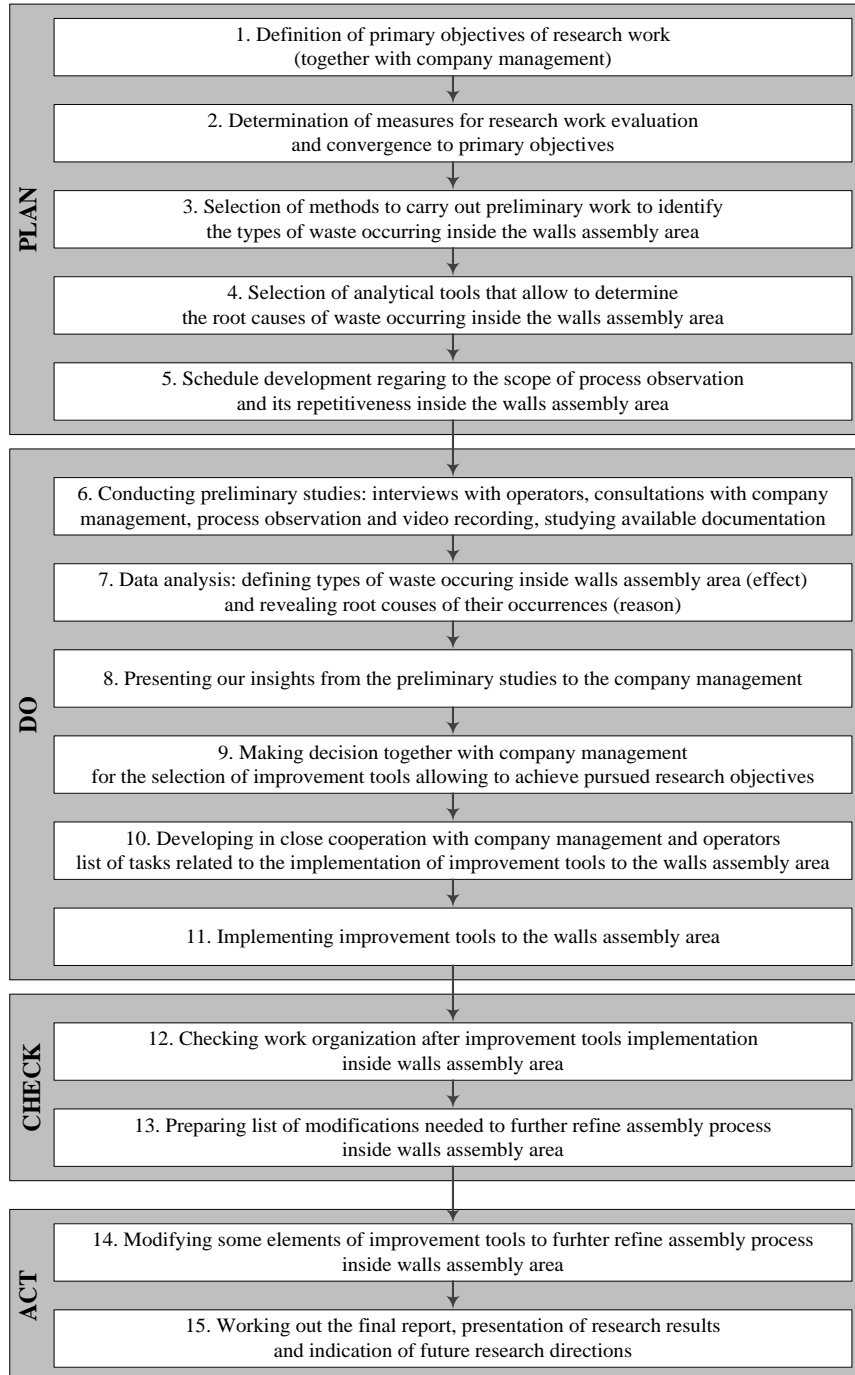 PLAN
1. Definition of primary objectives of research work
(together with company management)
2. Determination of measures for research work evaluation
and convergence to primary objectives
3. Selection of methods to carry out preliminary work to identify
the types of waste occurring inside the walls assembly area
4. Selection of analytical tools that allow to determine
the root causes of waste occurring inside the walls assembly area
5. Schedule development regaring to the scope of process observation
and its repetitiveness inside the walls assembly area
DO
6. Conducting preliminary studies: interviews with operators, consultations with company
management, process observation and video recording, studying available documentation
7. Data analysis: defining types of waste occuring inside walls assembly area (effect)
and revealing root couses of their occurrences (reason)
8. Presenting our insights from the preliminary studies to the company management
9. Making decision together with company management
for the selection of improvement tools allowing to achieve pursued research objectives
10. Developing in close cooperation with company management and operators
list of tasks related to the implementation of improvement tools to the walls assembly area
11. Implementing improvement tools to the walls assembly area
CHECK
12. Checking work organization after improvement tools implementation
inside walls assembly area
13. Preparing list of modifications needed to further refine assembly process
inside walls assembly area
ACT
14. Modifying some elements of improvement tools to furhter refine assembly process
inside walls assembly area
15. Working out the final report, presentation of research results
and indication of future research directions